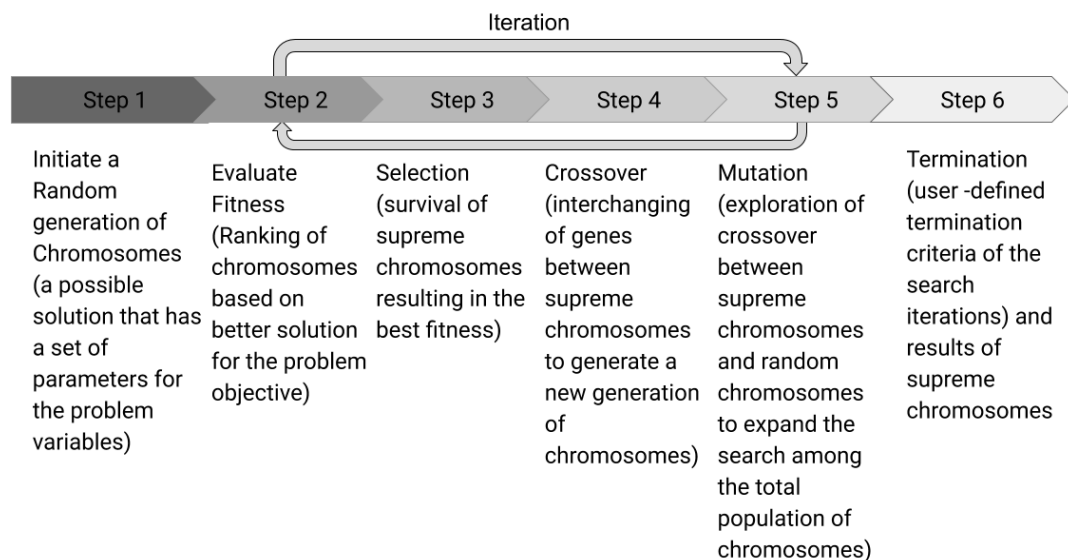 Iteration
Step 1
Step 2
Step 3
Step 4
Step 5
Step 6
Initiate a
Random
generation of
Chromosomes
(a possible
solution that has
a set of
parameters for
the problem
variables)
Evaluate
Fitness
(Ranking of
chromosomes
based on
better solution
for the problem
objective)
Selection
(survival of
supreme
chromosomes
resulting in the
best fitness)
Crossover
(interchanging
of genes
between
supreme
chromosomes
to generate a
new generation
of
chromosomes)
Mutation
(exploration of
crossover
between
supreme
chromosomes
and random
chromosomes
to expand the
search among
the total
population of
chromosomes)
Termination
(user -defined
termination
criteria of the
search
iterations) and
results of
supreme
chromosomes